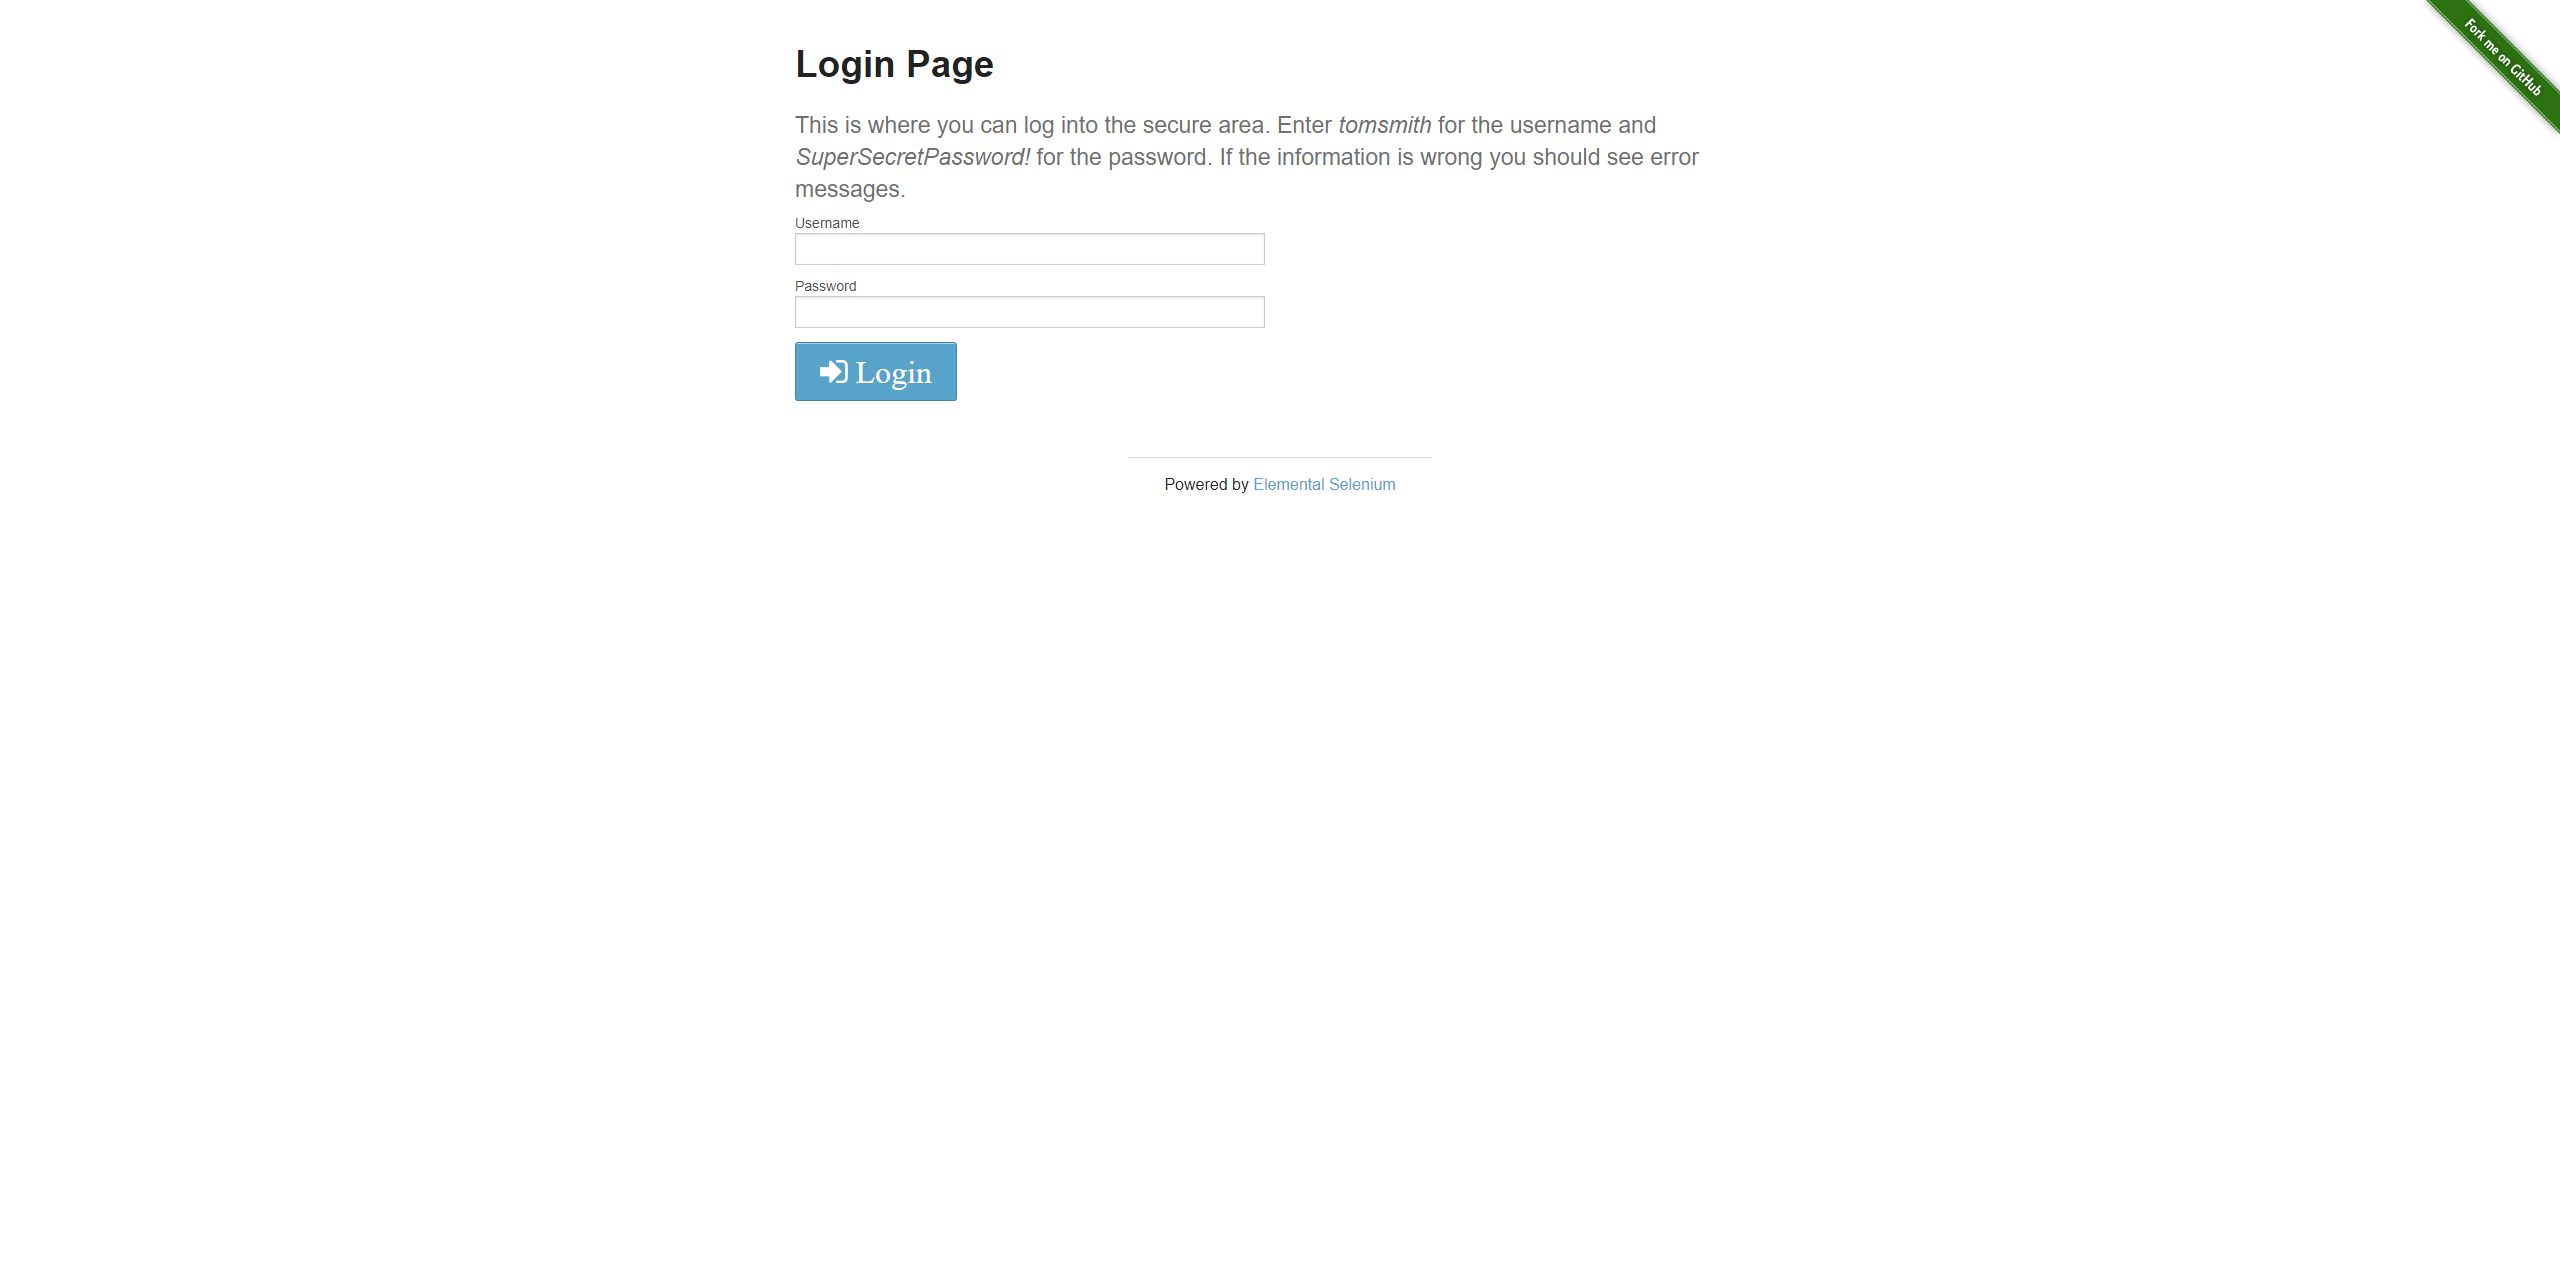 Fork me on GitHub
Login Page
This is where you can log into the secure area. Enter tomsmith for the username and
SuperSecretPassword! for the password. If the information is wrong you should see error
messages.
Username
Password
Login
Powered by Elemental Selenium